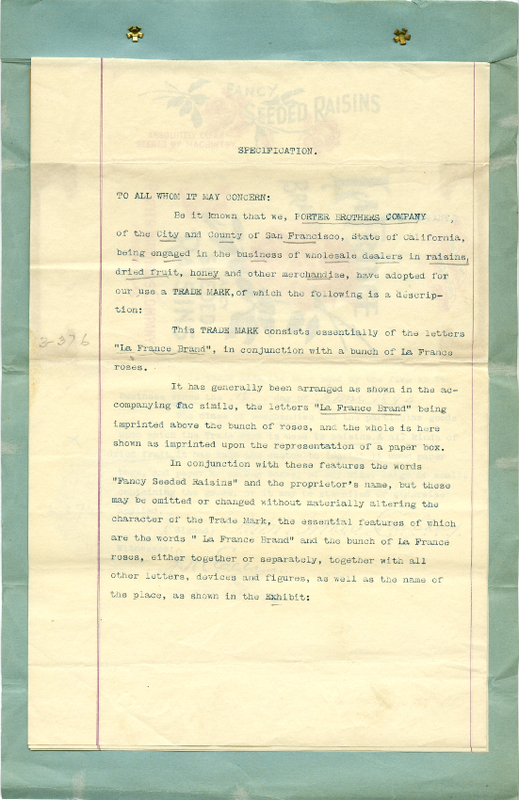 FANCY
SEEDED RAISINS
SPECIFICATION.
TO ALL WHOM IT MAY CONCERN:
Be it known that we, PORTER BROTHERS COMPANY ,
of the City and County of San Francisco, State of California,
being engaged in the business of wholesale dealers in raisins,
dried fruit, honey and other merchandise, have adopted for
our use a TRADE MARK,of which the following is a descrip-
tion:
This TRADE MARK consists essentially of the letters
3-376
"La France Brand", in conjunction with a bunch of La France
roses.
It has generally been arranged as shown in the ac-
companying fac simile, the letters "La France Brand" being
imprinted above the bunch of roses, and the whole is here
shown as imprinted upon the representation of a paper box.
In conjunction with these features the words
"Fancy Seeded Raisins" and the proprietor's name, but these
may be omitted or changed without materially altering the
character of the Trade Mark, the essential features of which
are the words " La France Brand" and the bunch of La France
roses, either together or separately, together with all
other letters, devices and figures, as well as the name of
the place, as shown in the Exhibit: